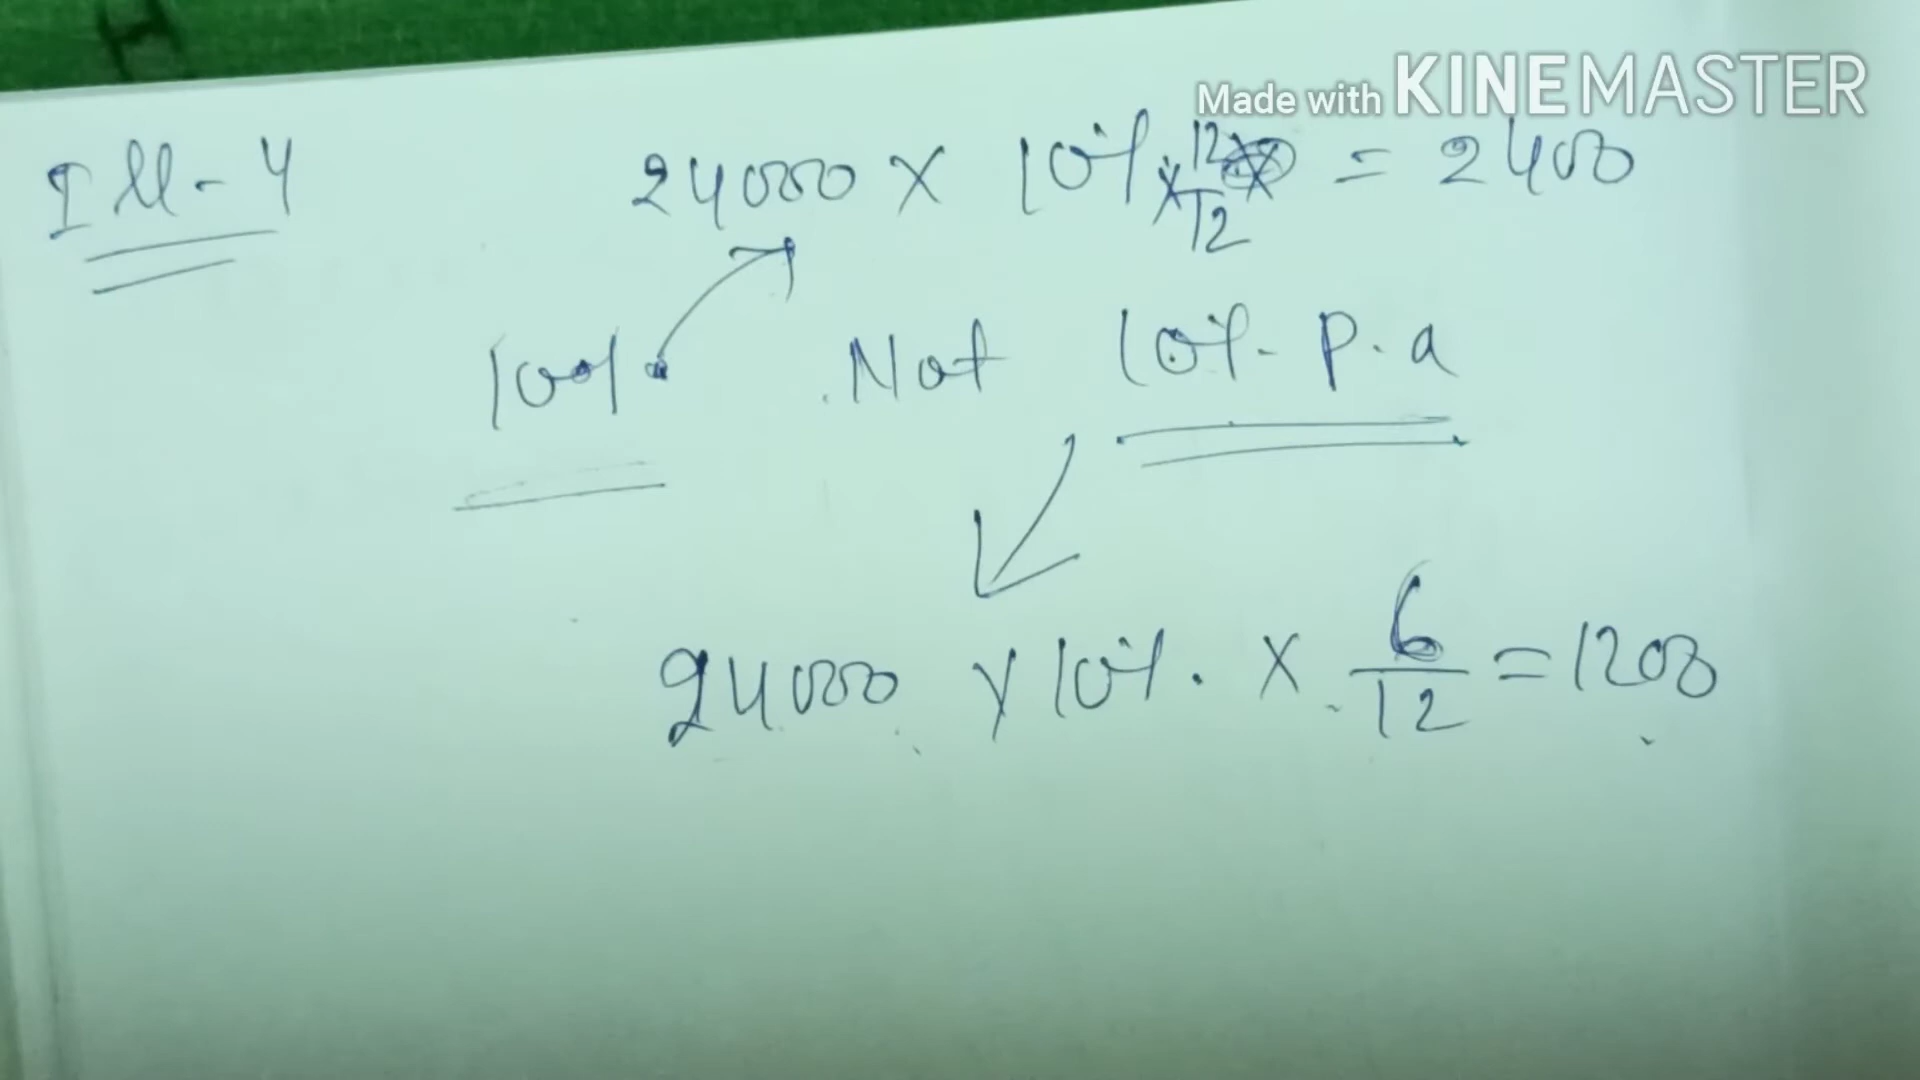 Made with KINEMASTER
Ill-4
24000 × 10% × 12/12 = 2400
10% Not 10% P.a
24000 × 10% × 6/12 = 1200